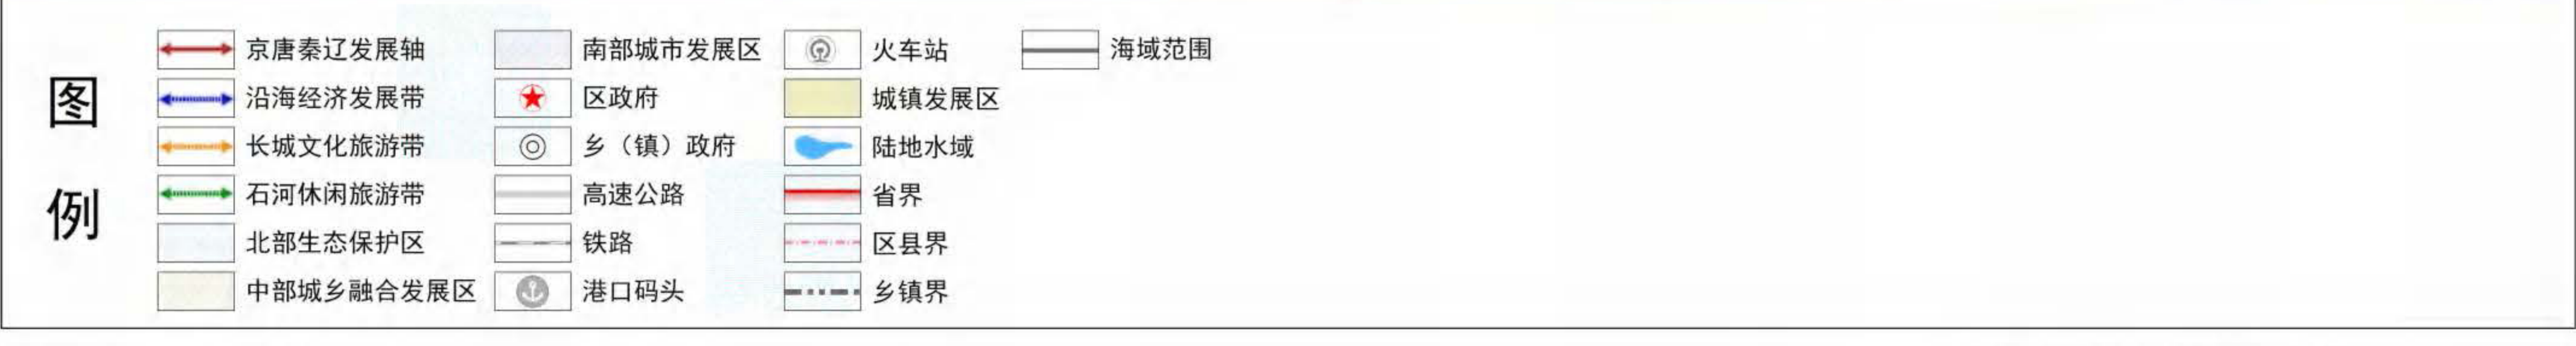 图例
京唐秦辽发展轴
沿海经济发展带
长城文化旅游带
石河休闲旅游带
北部生态保护区
中部城乡融合发展区
南部城市发展区
区政府
乡（镇）政府
高速公路
铁路
港口码头
火车站
城镇发展区
陆地水域
省界
区县界
乡镇界
海域范围